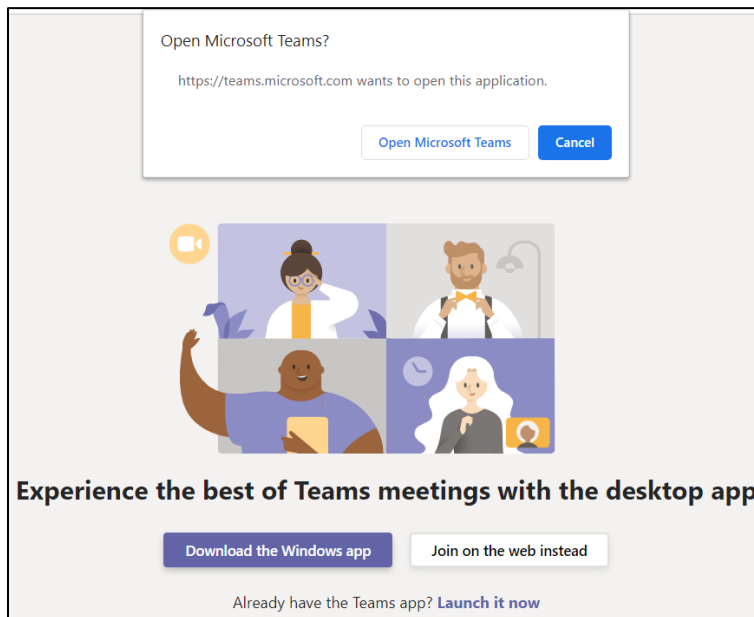 Open Microsoft Teams?
https://teams.microsoft.com wants to open this application.
Open Microsoft Teams Cancel
Experience the best of Teams meetings with the desktop app
Download the Windows app Join on the web instead
Already have the Teams app? Launch it now